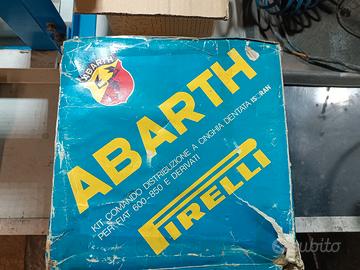 ABARTH
ABARTH
KIT COMANDO DISTRIBUZIONE A CINGHIA DENTATA
PER FIAT 600-850 E DERIVATI
PIRELLI
subito